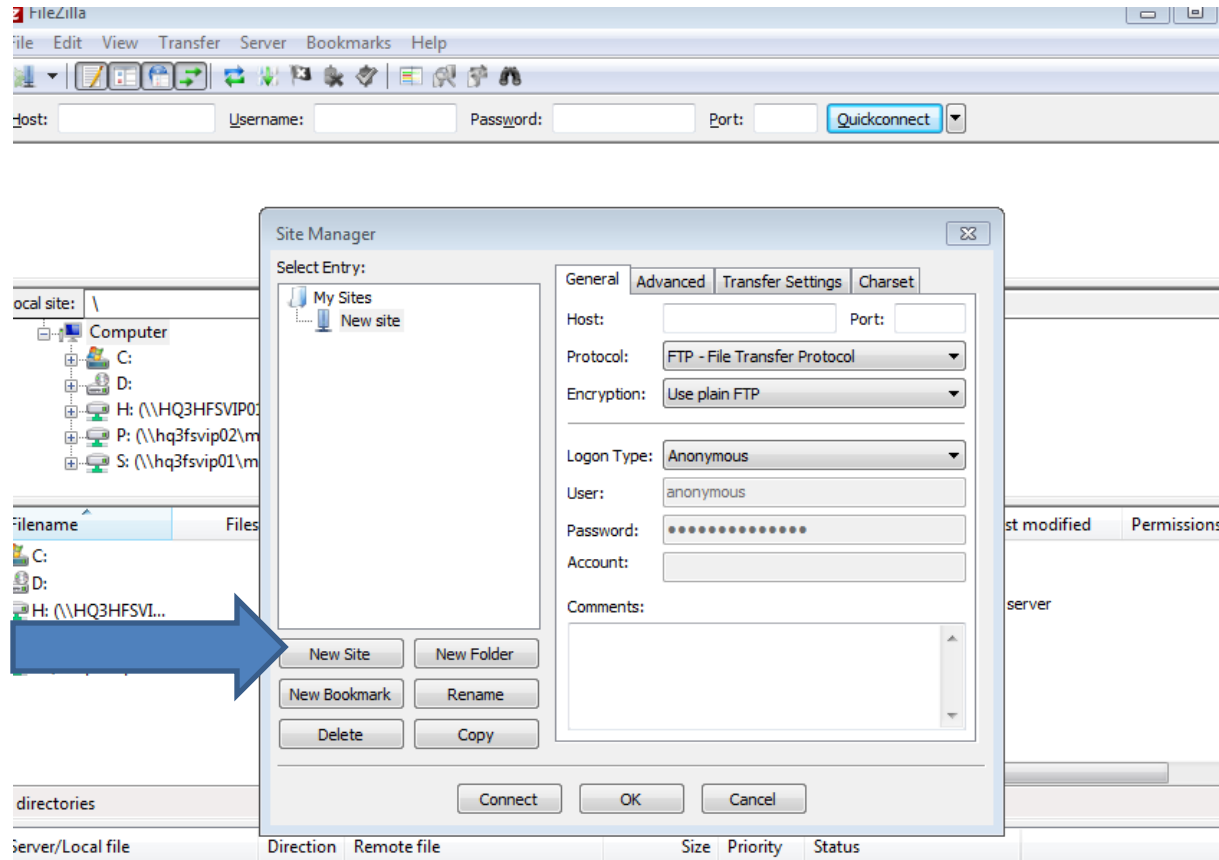 FileZilla
File Edit View Transfer Server Bookmarks Help
Host: Username: Password: Port: Quickconnect
Site Manager
Select Entry:
My Sites
New site
General Advanced Transfer Settings Charset
Host: Port:
Protocol: FTP - File Transfer Protocol
Encryption: Use plain FTP
Logon Type: Anonymous
User: anonymous
Password: ••••••••••••••
Account:
Comments:
New Site New Folder
New Bookmark Rename
Delete Copy
Connect OK Cancel
ocal site: \
Computer
C:
D:
H: (\\HQ3HFSVIP01
P: (\\hq3fsvip02\m
S: (\\hq3fsvip01\m
Filename Files st modified Permissions
C:
D:
H: (\\HQ3HFSVI...
server
directories
Server/Local file Direction Remote file Size Priority Status